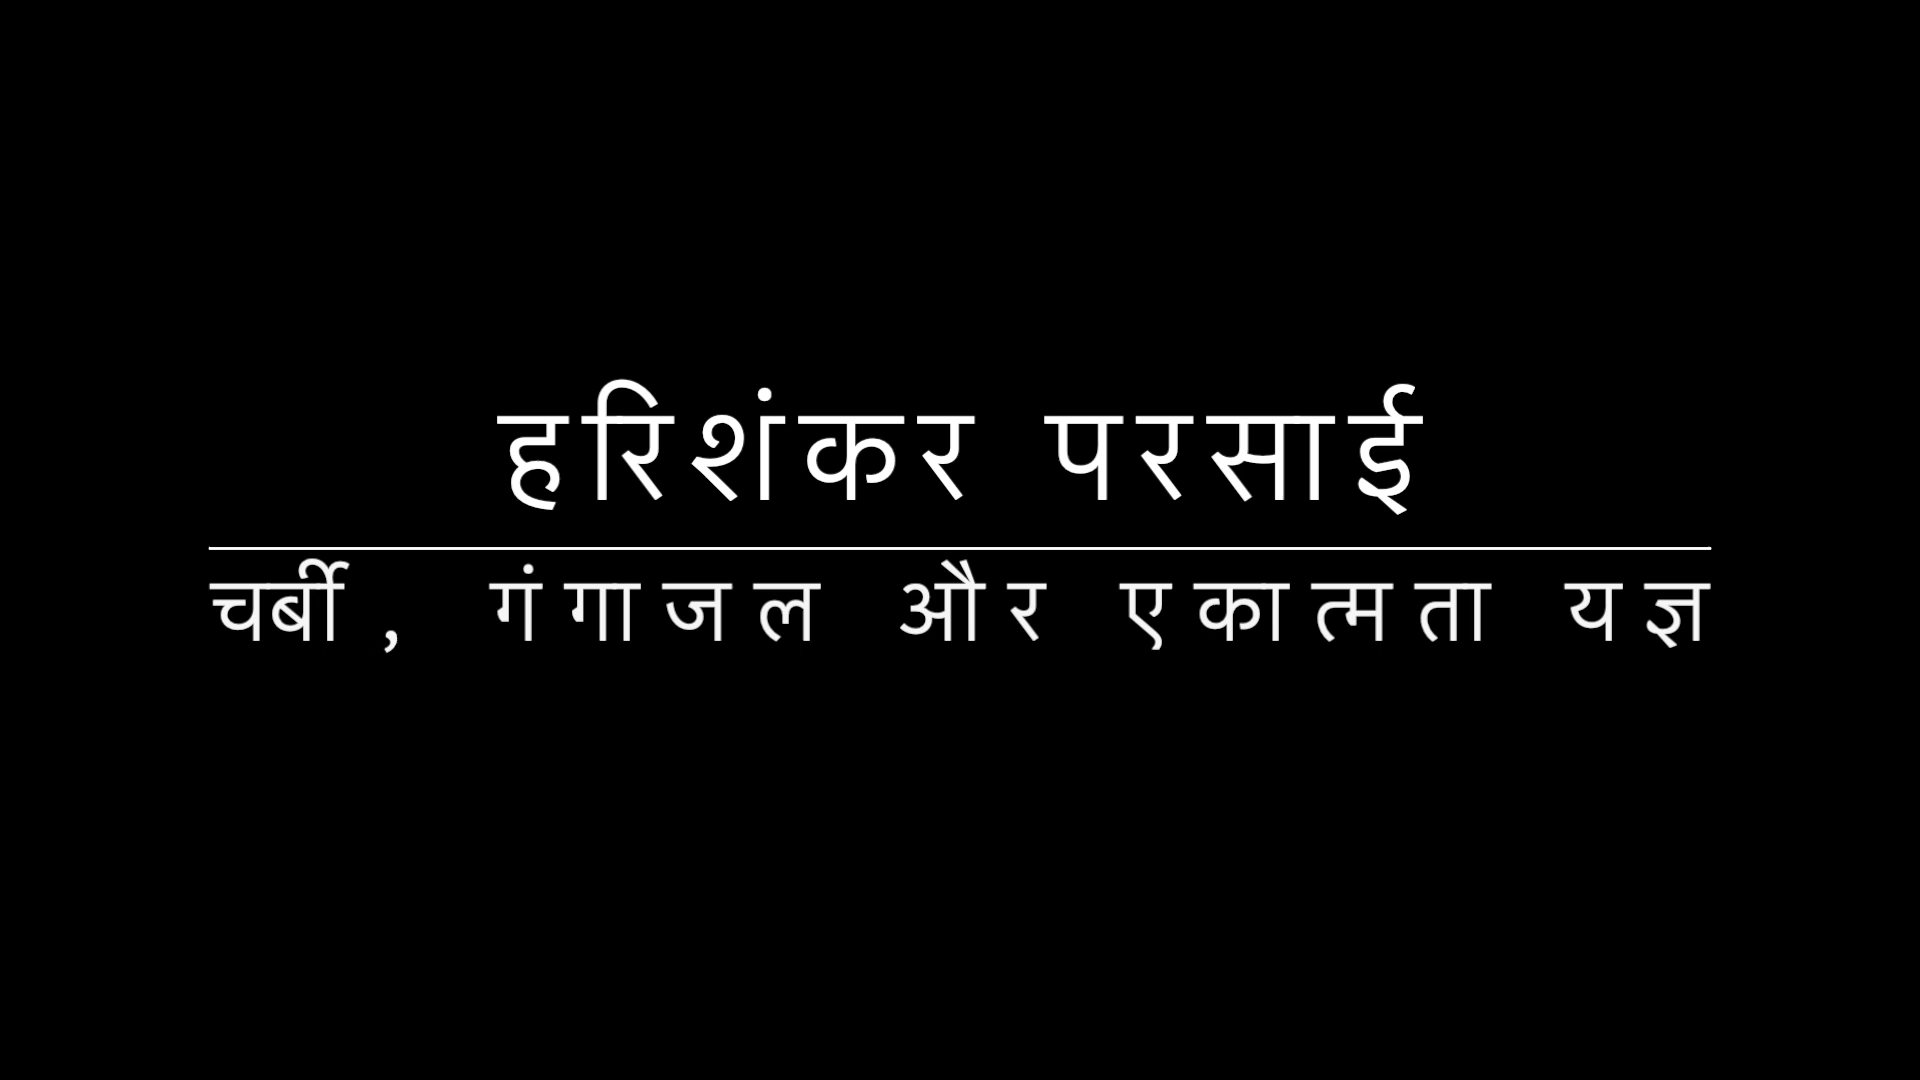 हरिशंकर परसाई
चर्बी, गंगाजल और एकात्मता यज्ञ